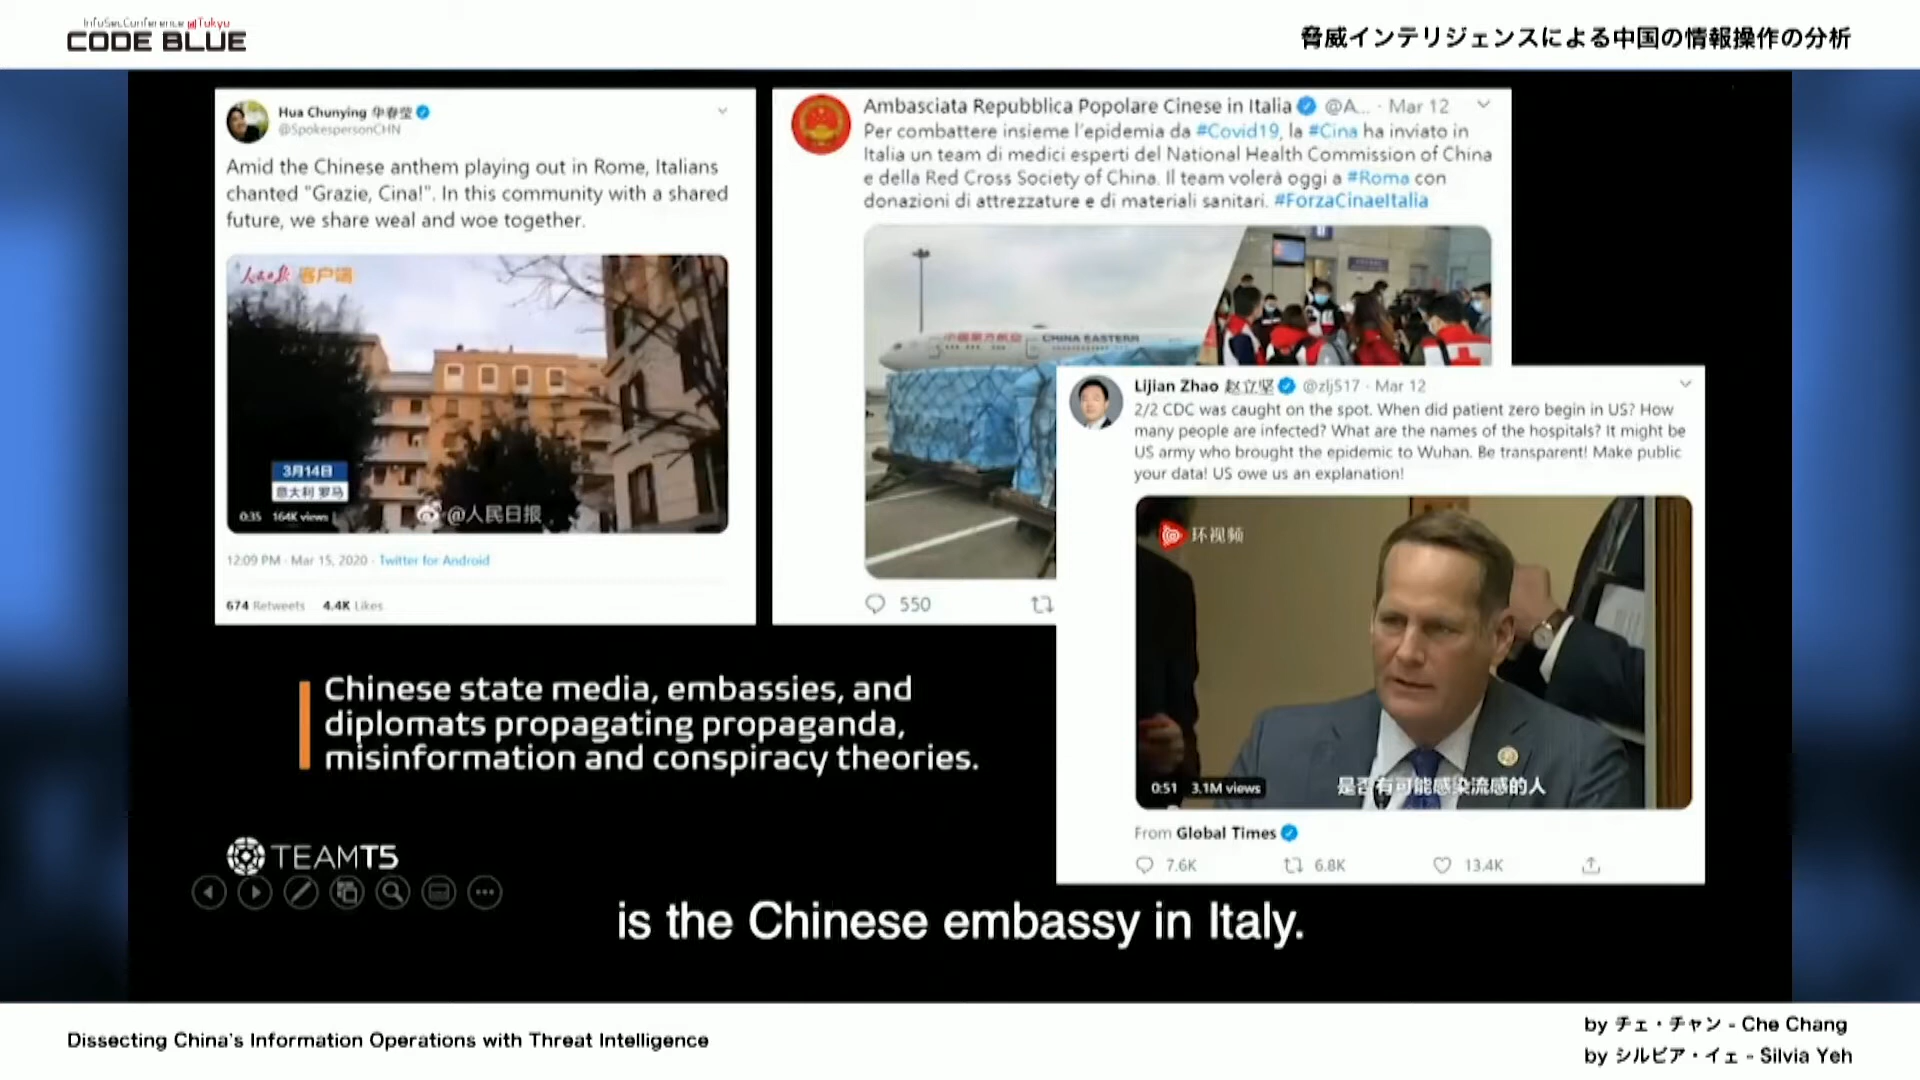 InfoSecConference @Tokyo
CODE BLUE
脅威インテリジェンスによる中国の情報操作の分析
Hua Chunying 华春莹
@SpokespersonCHN
Amid the Chinese anthem playing out in Rome, Italians
chanted "Grazie, Cina!". In this community with a shared
future, we share weal and woe together.
人民日报 客户端
3月14日
意大利 罗马
0:35 164K views
@人民日报
12:09 PM · Mar 15, 2020 · Twitter for Android
674 Retweets 4.4K Likes
Ambasciata Repubblica Popolare Cinese in Italia @A... · Mar 12
Per combattere insieme l'epidemia da #Covid19, la #Cina ha inviato in
Italia un team di medici esperti del National Health Commission of China
e della Red Cross Society of China. Il team volerà oggi a #Roma con
donazioni di attrezzature e di materiali sanitari. #ForzaCinaeItalia
中国东方航空 CHINA EASTERN
550
Lijian Zhao 赵立坚 @zlj517 · Mar 12
2/2 CDC was caught on the spot. When did patient zero begin in US? How
many people are infected? What are the names of the hospitals? It might be
US army who brought the epidemic to Wuhan. Be transparent! Make public
your data! US owe us an explanation!
环视频
0:51 3.1M views
是否有可能感染流感的人
From Global Times
7.6K 6.8K 13.4K
Chinese state media, embassies, and
diplomats propagating propaganda,
misinformation and conspiracy theories.
TEAMT5
is the Chinese embassy in Italy.
Dissecting China's Information Operations with Threat Intelligence
by チェ・チャン - Che Chang
by シルビア・イェ - Silvia Yeh